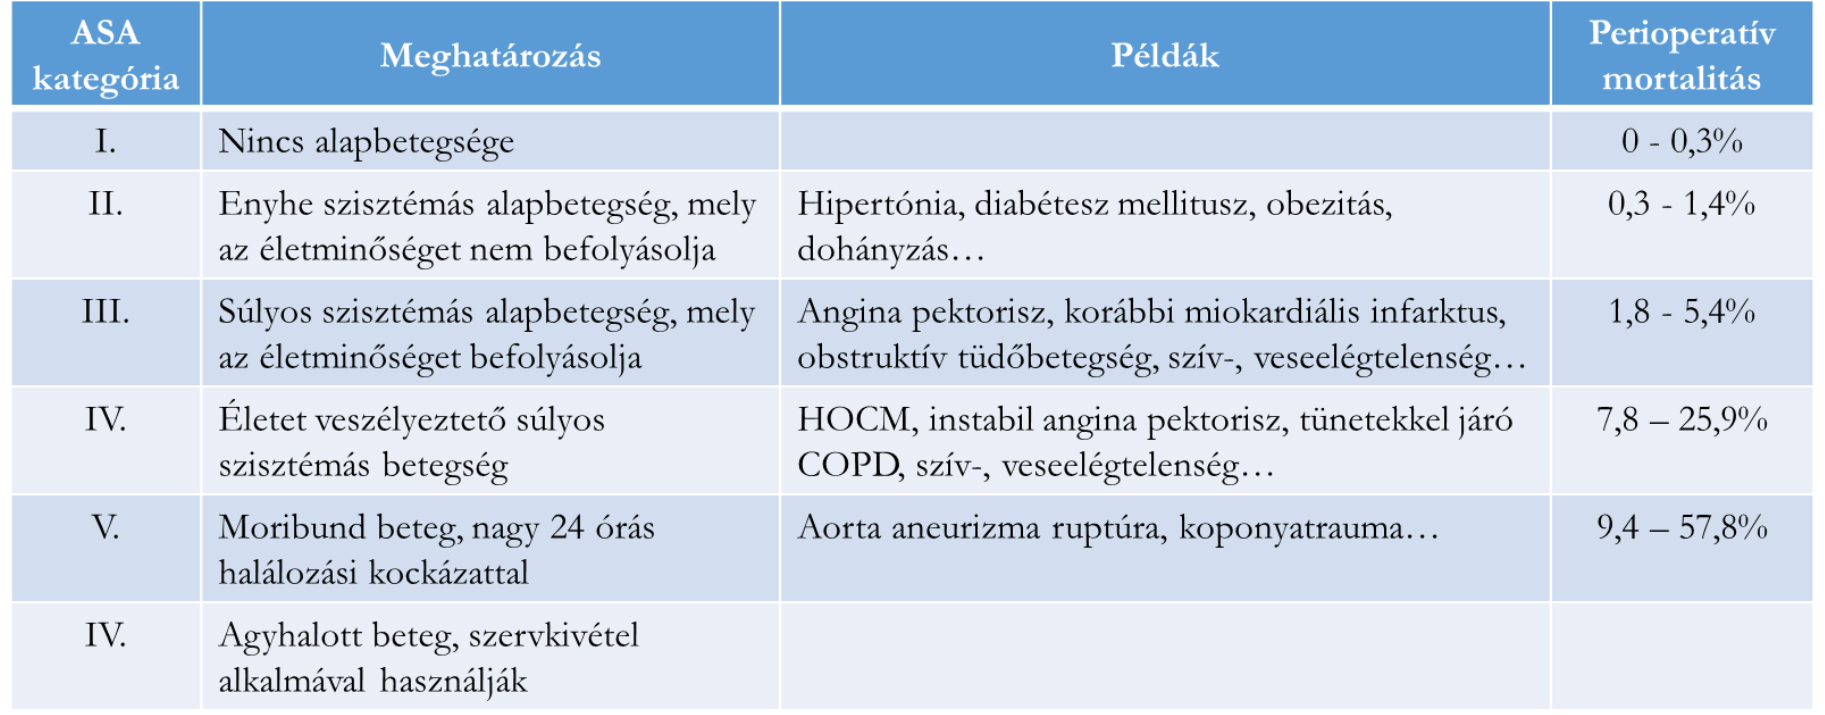 ASA
kategória
Meghatározás
Példák
Perioperatív
mortalitás
I.
Nincs alapbetegsége
0 - 0,3%
II.
Enyhe szisztémás alapbetegség, mely
az életminőséget nem befolyásolja
Hipertónia, diabétesz mellitusz, obezitás,
dohányzás…
0,3 - 1,4%
III.
Súlyos szisztémás alapbetegség, mely
az életminőséget befolyásolja
Angina pektorisz, korábbi miokardiális infarktus,
obstruktív tüdőbetegség, szív-, veseelégtelenség…
1,8 - 5,4%
IV.
Életet veszélyeztető súlyos
szisztémás betegség
HOCM, instabil angina pektorisz, tünetekkel járó
COPD, szív-, veseelégtelenség…
7,8 – 25,9%
V.
Moribund beteg, nagy 24 órás
halálozási kockázattal
Aorta aneurizma ruptúra, koponyatrauma…
9,4 – 57,8%
IV.
Agyhalott beteg, szervkivétel
alkalmával használják